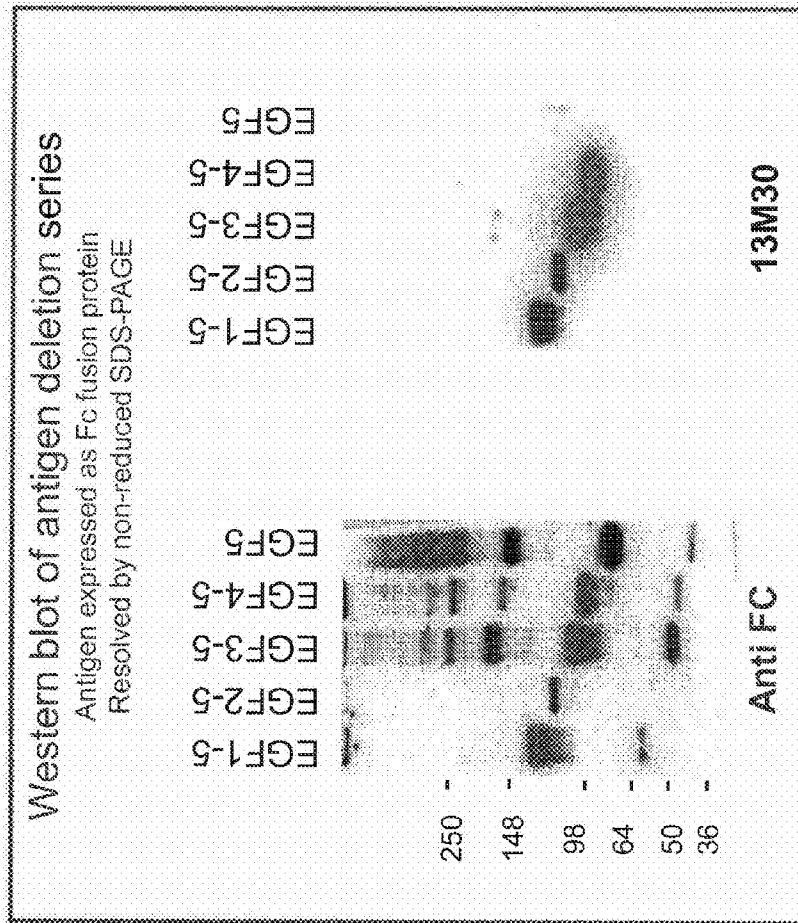 Western blot of antigen deletion series
Antigen expressed as Fc fusion protein
Resolved by non-reduced SDS-PAGE
EGF1-5
EGF2-5
EGF3-5
EGF4-5
EGF5
EGF1-5
EGF2-5
EGF3-5
EGF4-5
EGF5
250 -
148 -
98 -
64 -
50 -
36 -
Anti FC
13M30